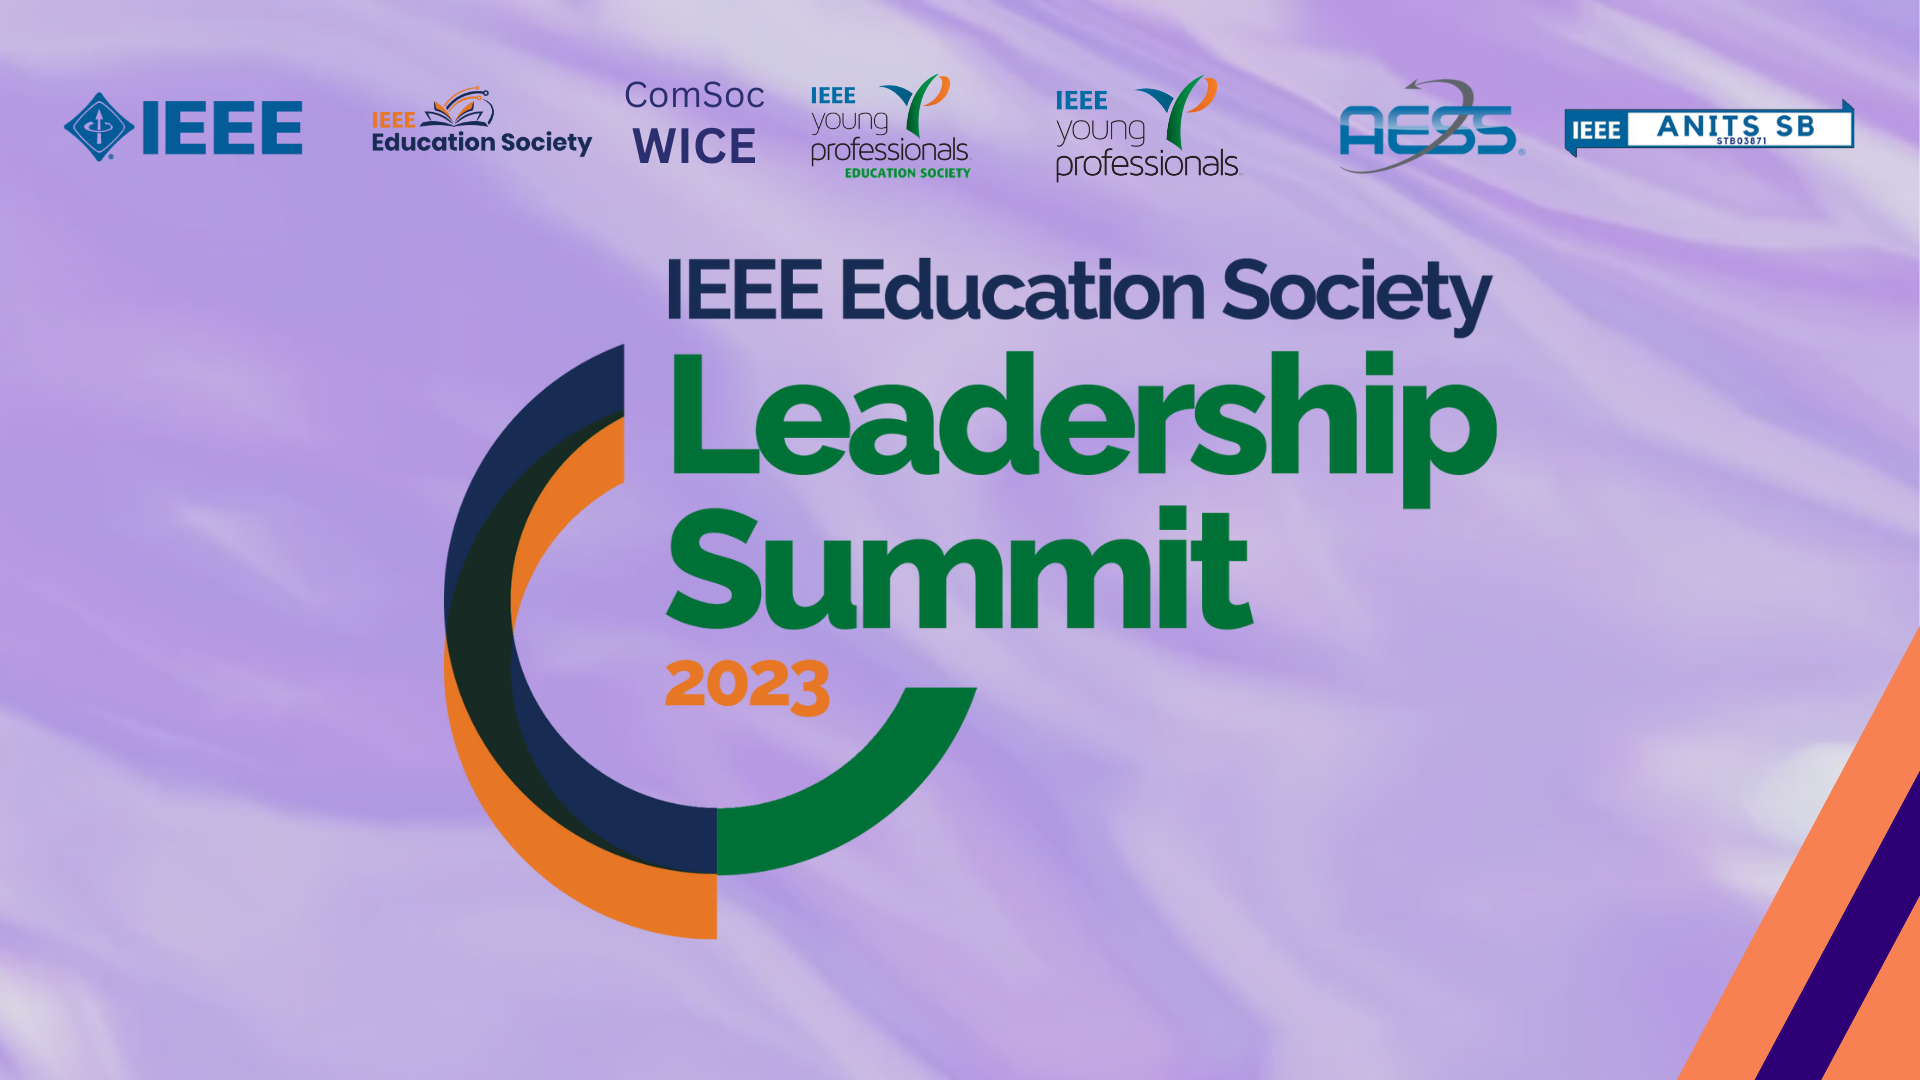 IEEE
IEEE
Education Society
ComSoc
WICE
IEEE
young
professionals
EDUCATION SOCIETY
IEEE
young
professionals
AESS
®
IEEE
ANITS SB
STB03871
IEEE Education Society
Leadership
Summit
2023